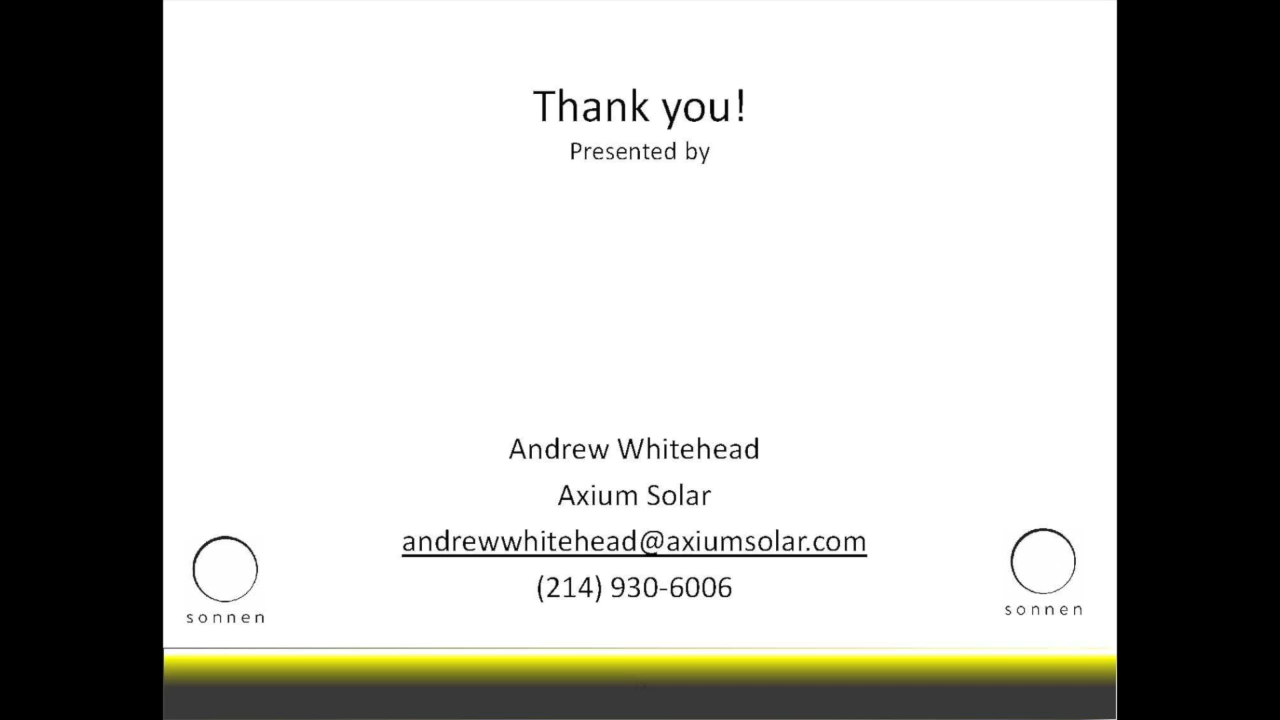 Thank you!
Presented by
Andrew Whitehead
Axium Solar
andrewwhitehead@axiumsolar.com
(214) 930-6006
sonnen
sonnen